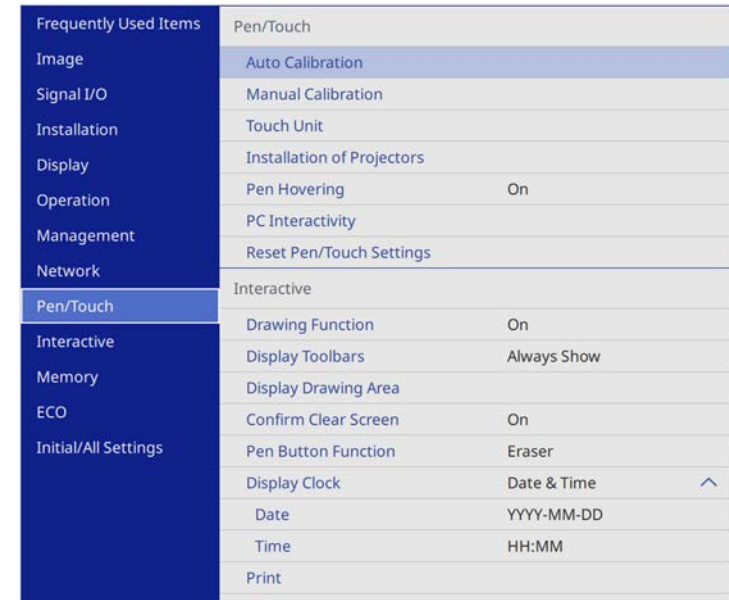 Frequently Used Items
Image
Signal I/O
Installation
Display
Operation
Management
Network
Pen/Touch
Interactive
Memory
ECO
Initial/All Settings
Pen/Touch
Auto Calibration
Manual Calibration
Touch Unit
Installation of Projectors
Pen Hovering On
PC Interactivity
Reset Pen/Touch Settings
Interactive
Drawing Function On
Display Toolbars Always Show
Display Drawing Area
Confirm Clear Screen On
Pen Button Function Eraser
Display Clock Date & Time
Date YYYY-MM-DD
Time HH:MM
Print